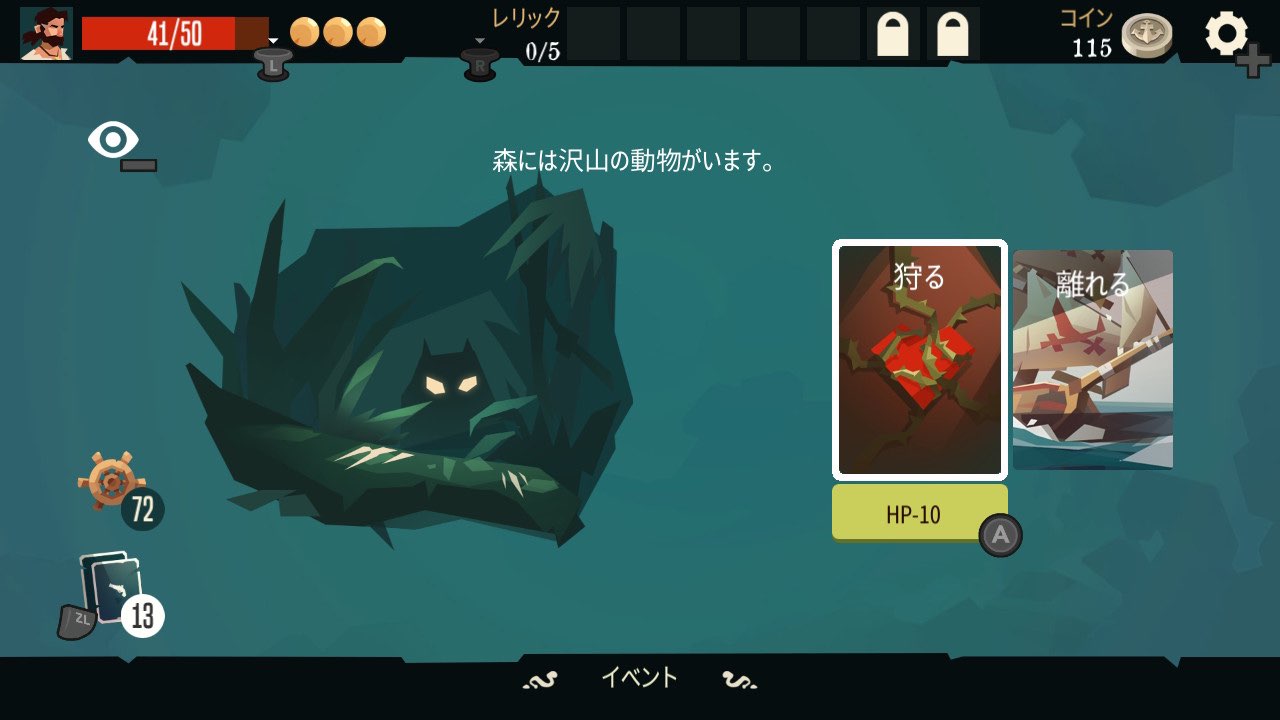 41/50
L
R
レリック
0/5
コイン
115
森には沢山の動物がいます。
狩る
離れる
HP-10
A
72
13
ZL
イベント